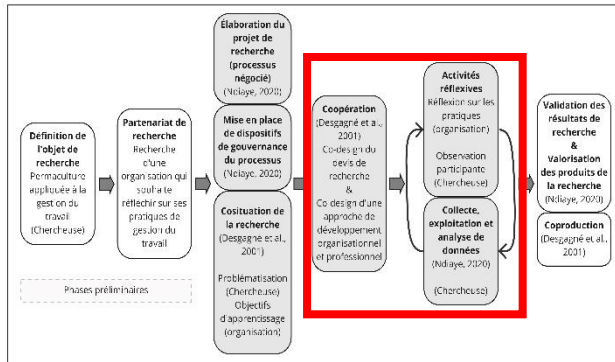 Définition de
l'objet de
recherche
Permaculture
appliquée à la
gestion du
travail
(Chercheuse)
Phases préliminaires
Partenariat de
recherche
Recherche
d'une
organisation qui
souhaite
réfléchir sur ses
pratiques de
gestion du
travail
Élaboration du
projet de
recherche
(processus
négocié)
(Ndiaye, 2020)
Mise en place
de dispositifs
de gouvernance
du processus
(Ndiaye, 2020)
Cosituation de
la recherche
(Desgagné et al.,
2001)
Problématisation
(Chercheuse)
Objectifs
d'apprentissage
(organisation)
Coopération
(Desgagné et al.,
2001)
Co-design du
devis de
recherche
&
Co design d'une
approche de
développement
organisationnel
et professionnel
Activités
réflexives
Réflexion sur les
pratiques
(organisation)
Observation
participante
(Chercheuse)
Collecte,
exploitation et
analyse de
données
(Ndiaye, 2020)
(Chercheuse)
Validation des
résultats de
recherche
&
Valorisation des
produits de la
recherche
(Ndiaye, 2020)
Coproduction
(Desgagné et al.,
2001)